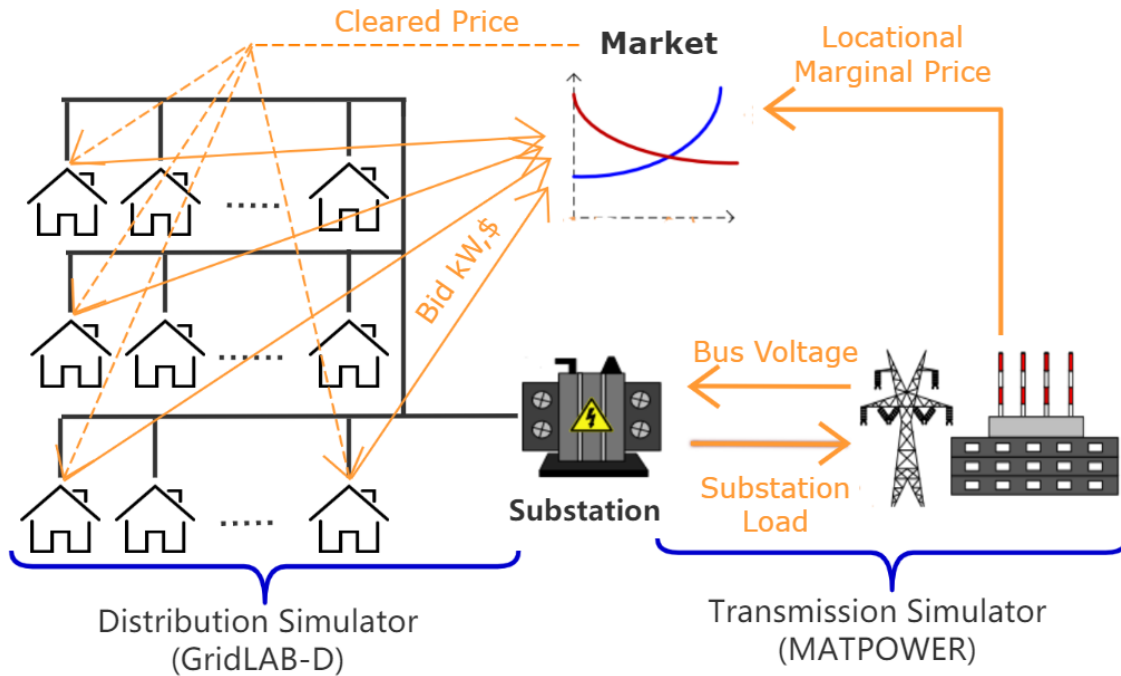 Cleared Price
Market
Locational
Marginal Price
Bid kW,$
Bus Voltage
Substation
Load
Substation
Distribution Simulator
(GridLAB-D)
Transmission Simulator
(MATPOWER)